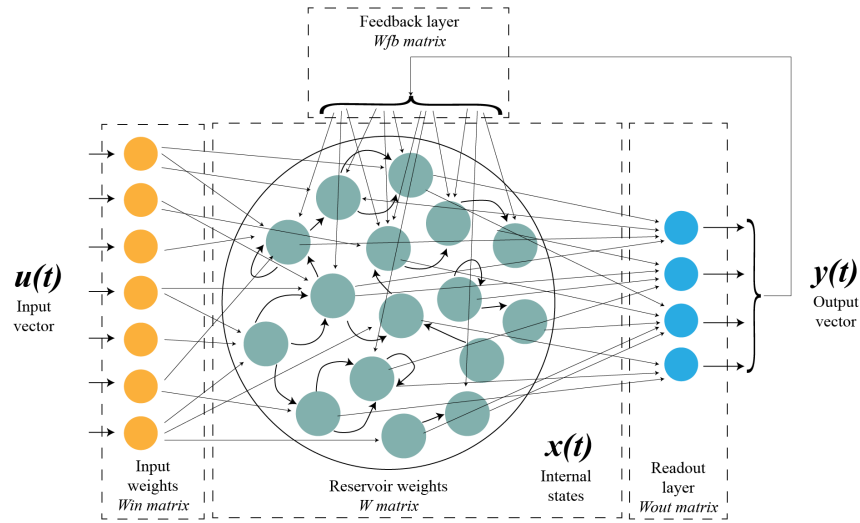 Feedback layer
Wfb matrix
u(t)
Input
vector
y(t)
Output
vector
x(t)
Internal
states
Input
weights
Win matrix
Reservoir weights
W matrix
Readout
layer
Wout matrix